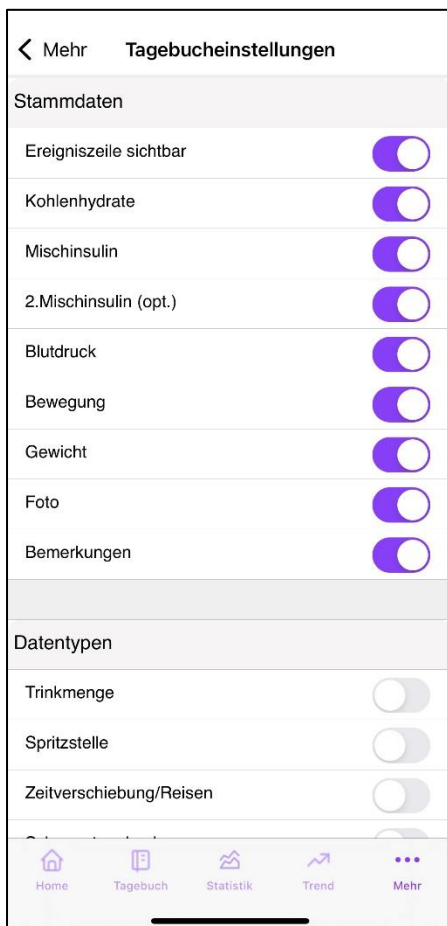 Mehr Tagebucheinstellungen
Stammdaten
Ereigniszeile sichtbar
Kohlenhydrate
Mischinsulin
2.Mischinsulin (opt.)
Blutdruck
Bewegung
Gewicht
Foto
Bemerkungen
Datentypen
Trinkmenge
Spritzstelle
Zeitverschiebung/Reisen
Home Tagebuch Statistik Trend Mehr